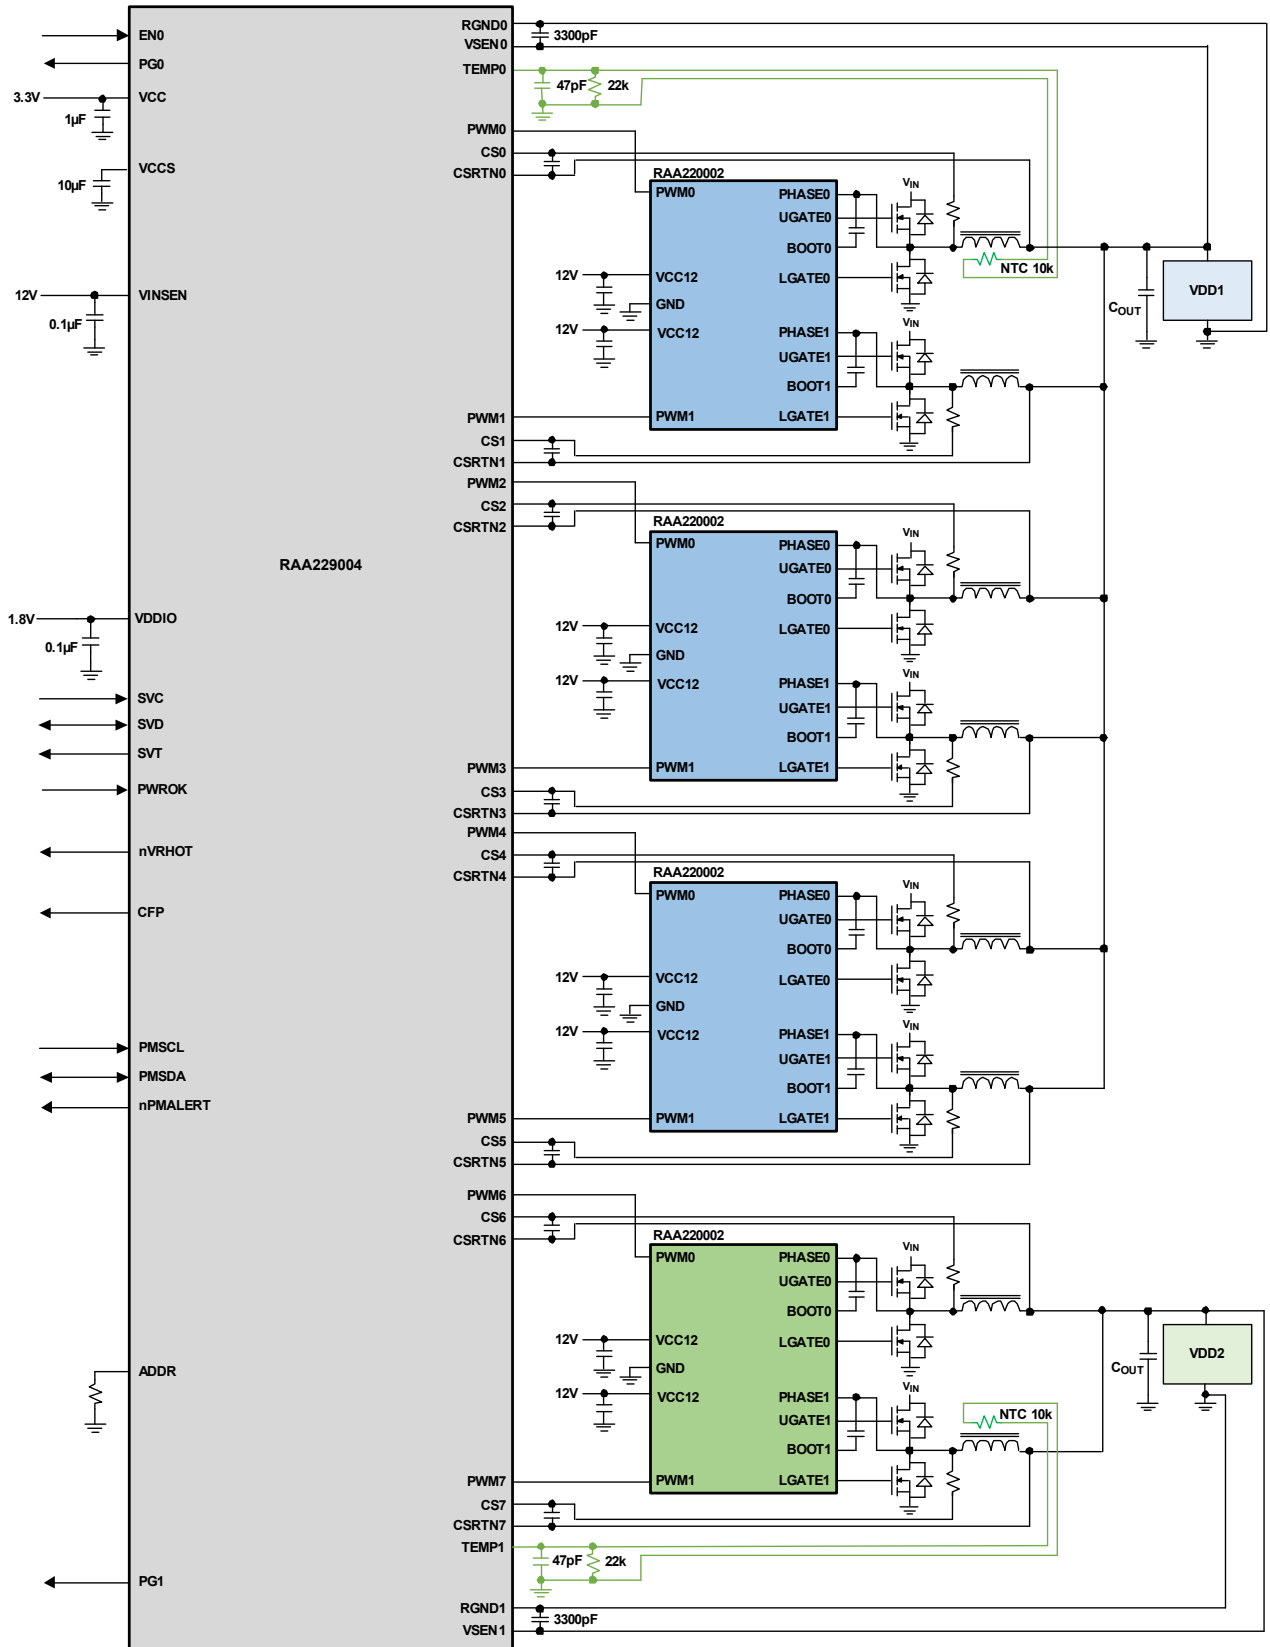 EN0
PG0
3.3V
VCC
1µF
VCCS
10µF
12V
VINSEN
0.1µF
RAA229004
1.8V
VDDIO
0.1µF
SVC
SVD
SVT
PWROK
nVRHOT
CFP
PMSCL
PMSDA
nPMALERT
ADDR
PG1
RGND0
3300pF
VSEN0
TEMP0
47pF
22k
PWM0
CS0
CSRTN0
RAA220002
PWM0
PHASE0
VIN
UGATE0
BOOT0
NTC 10k
12V
VCC12
LGATE0
GND
12V
VCC12
PHASE1
VIN
UGATE1
BOOT1
PWM1
PWM1
LGATE1
CS1
CSRTN1
COUT
VDD1
PWM2
CS2
CSRTN2
RAA220002
PWM0
PHASE0
VIN
UGATE0
BOOT0
12V
VCC12
LGATE0
GND
12V
VCC12
PHASE1
VIN
UGATE1
BOOT1
PWM3
PWM1
LGATE1
CS3
CSRTN3
PWM4
CS4
CSRTN4
RAA220002
PWM0
PHASE0
VIN
UGATE0
BOOT0
12V
VCC12
LGATE0
GND
12V
VCC12
PHASE1
VIN
UGATE1
BOOT1
PWM5
PWM1
LGATE1
CS5
CSRTN5
PWM6
CS6
CSRTN6
RAA220002
PWM0
PHASE0
VIN
UGATE0
BOOT0
12V
VCC12
LGATE0
GND
12V
VCC12
PHASE1
VIN
UGATE1
BOOT1
NTC 10k
COUT
VDD2
PWM7
PWM1
LGATE1
CS7
CSRTN7
TEMP1
47pF
22k
RGND1
3300pF
VSEN1